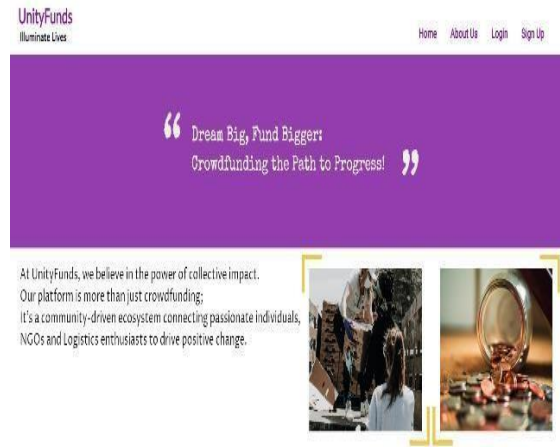 UnityFunds
Illuminate Lives
Home About Us Login Sign Up
“ Dream Big, Fund Bigger:
Crowdfunding the Path to Progress! ”
At UnityFunds, we believe in the power of collective impact.
Our platform is more than just crowdfunding;
It's a community-driven ecosystem connecting passionate individuals,
NGOs and Logistics enthusiasts to drive positive change.